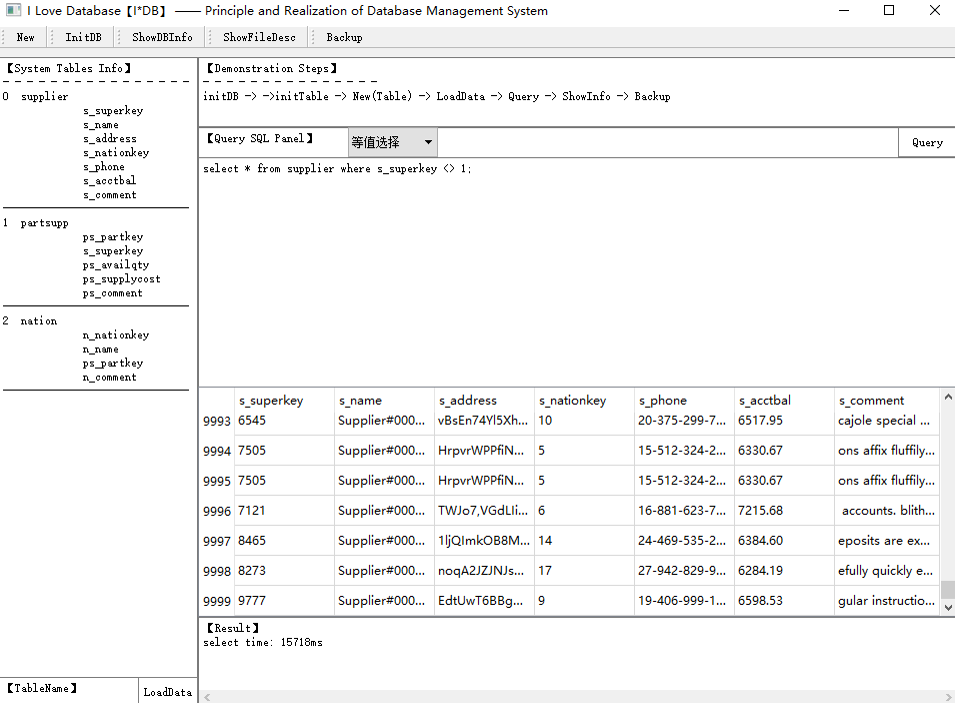 I Love Database【I*DB】 —— Principle and Realization of Database Management System
New InitDB ShowDBInfo ShowFileDesc Backup
【System Tables Info】
0 supplier
s_superkey
s_name
s_address
s_nationkey
s_phone
s_acctbal
s_comment
1 partsupp
ps_partkey
s_superkey
ps_availqty
ps_supplycost
ps_comment
2 nation
n_nationkey
n_name
ps_partkey
n_comment
【TableName】 LoadData
【Demonstration Steps】
initDB -> ->initTable -> New(Table) -> LoadData -> Query -> ShowInfo -> Backup
【Query SQL Panel】 等值选择 Query
select * from supplier where s_superkey <> 1;
s_superkey s_name s_address s_nationkey s_phone s_acctbal s_comment
9993 6545 Supplier#000... vBsEn74Yl5Xh... 10 20-375-299-7... 6517.95 cajole special ...
9994 7505 Supplier#000... HrpvrWPPfiN... 5 15-512-324-2... 6330.67 ons affix fluffily...
9995 7505 Supplier#000... HrpvrWPPfiN... 5 15-512-324-2... 6330.67 ons affix fluffily...
9996 7121 Supplier#000... TWJo7,VGdLIi... 6 16-881-623-7... 7215.68 accounts. blith...
9997 8465 Supplier#000... 1ljQImkOB8M... 14 24-469-535-2... 6384.60 eposits are ex...
9998 8273 Supplier#000... noqA2JZJNJs... 17 27-942-829-9... 6284.19 efully quickly e...
9999 9777 Supplier#000... EdtUwT6BBg... 9 19-406-999-1... 6598.53 gular instructio...
【Result】
select time: 15718ms